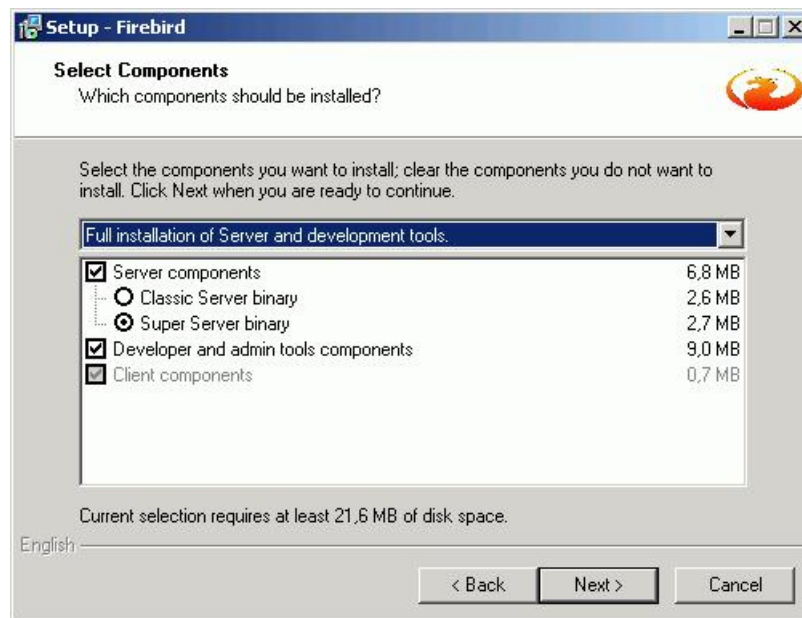 Setup - Firebird
Select Components
Which components should be installed?
Select the components you want to install; clear the components you do not want to
install. Click Next when you are ready to continue.
Full installation of Server and development tools.
Server components 6,8 MB
Classic Server binary 2,6 MB
Super Server binary 2,7 MB
Developer and admin tools components 9,0 MB
Client components 0,7 MB
Current selection requires at least 21,6 MB of disk space.
English
< Back Next > Cancel